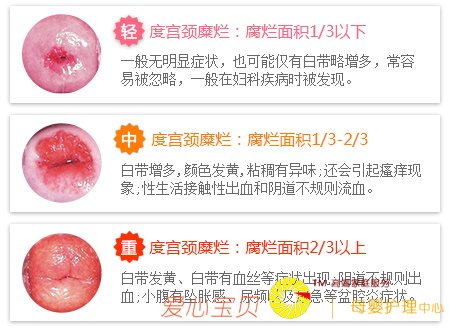 轻 度宫颈糜烂：腐烂面积1/3以下
一般无明显症状，也可能仅有白带略增多，常容
易被忽略，一般在妇科疾病时被发现。
中 度宫颈糜烂：腐烂面积1/3-2/3
白带增多,颜色发黄,粘稠有异味;还会引起瘙痒现
象;性生活接触性出血和阴道不规则流血。
重 度宫颈糜烂：腐烂面积2/3以上
白带发黄、白带有血丝等症状出现;阴道不规则出
血;小腹有坠胀感、尿频以及尿急等盆腔炎症状。
TM
爱心宝贝 母婴护理中心